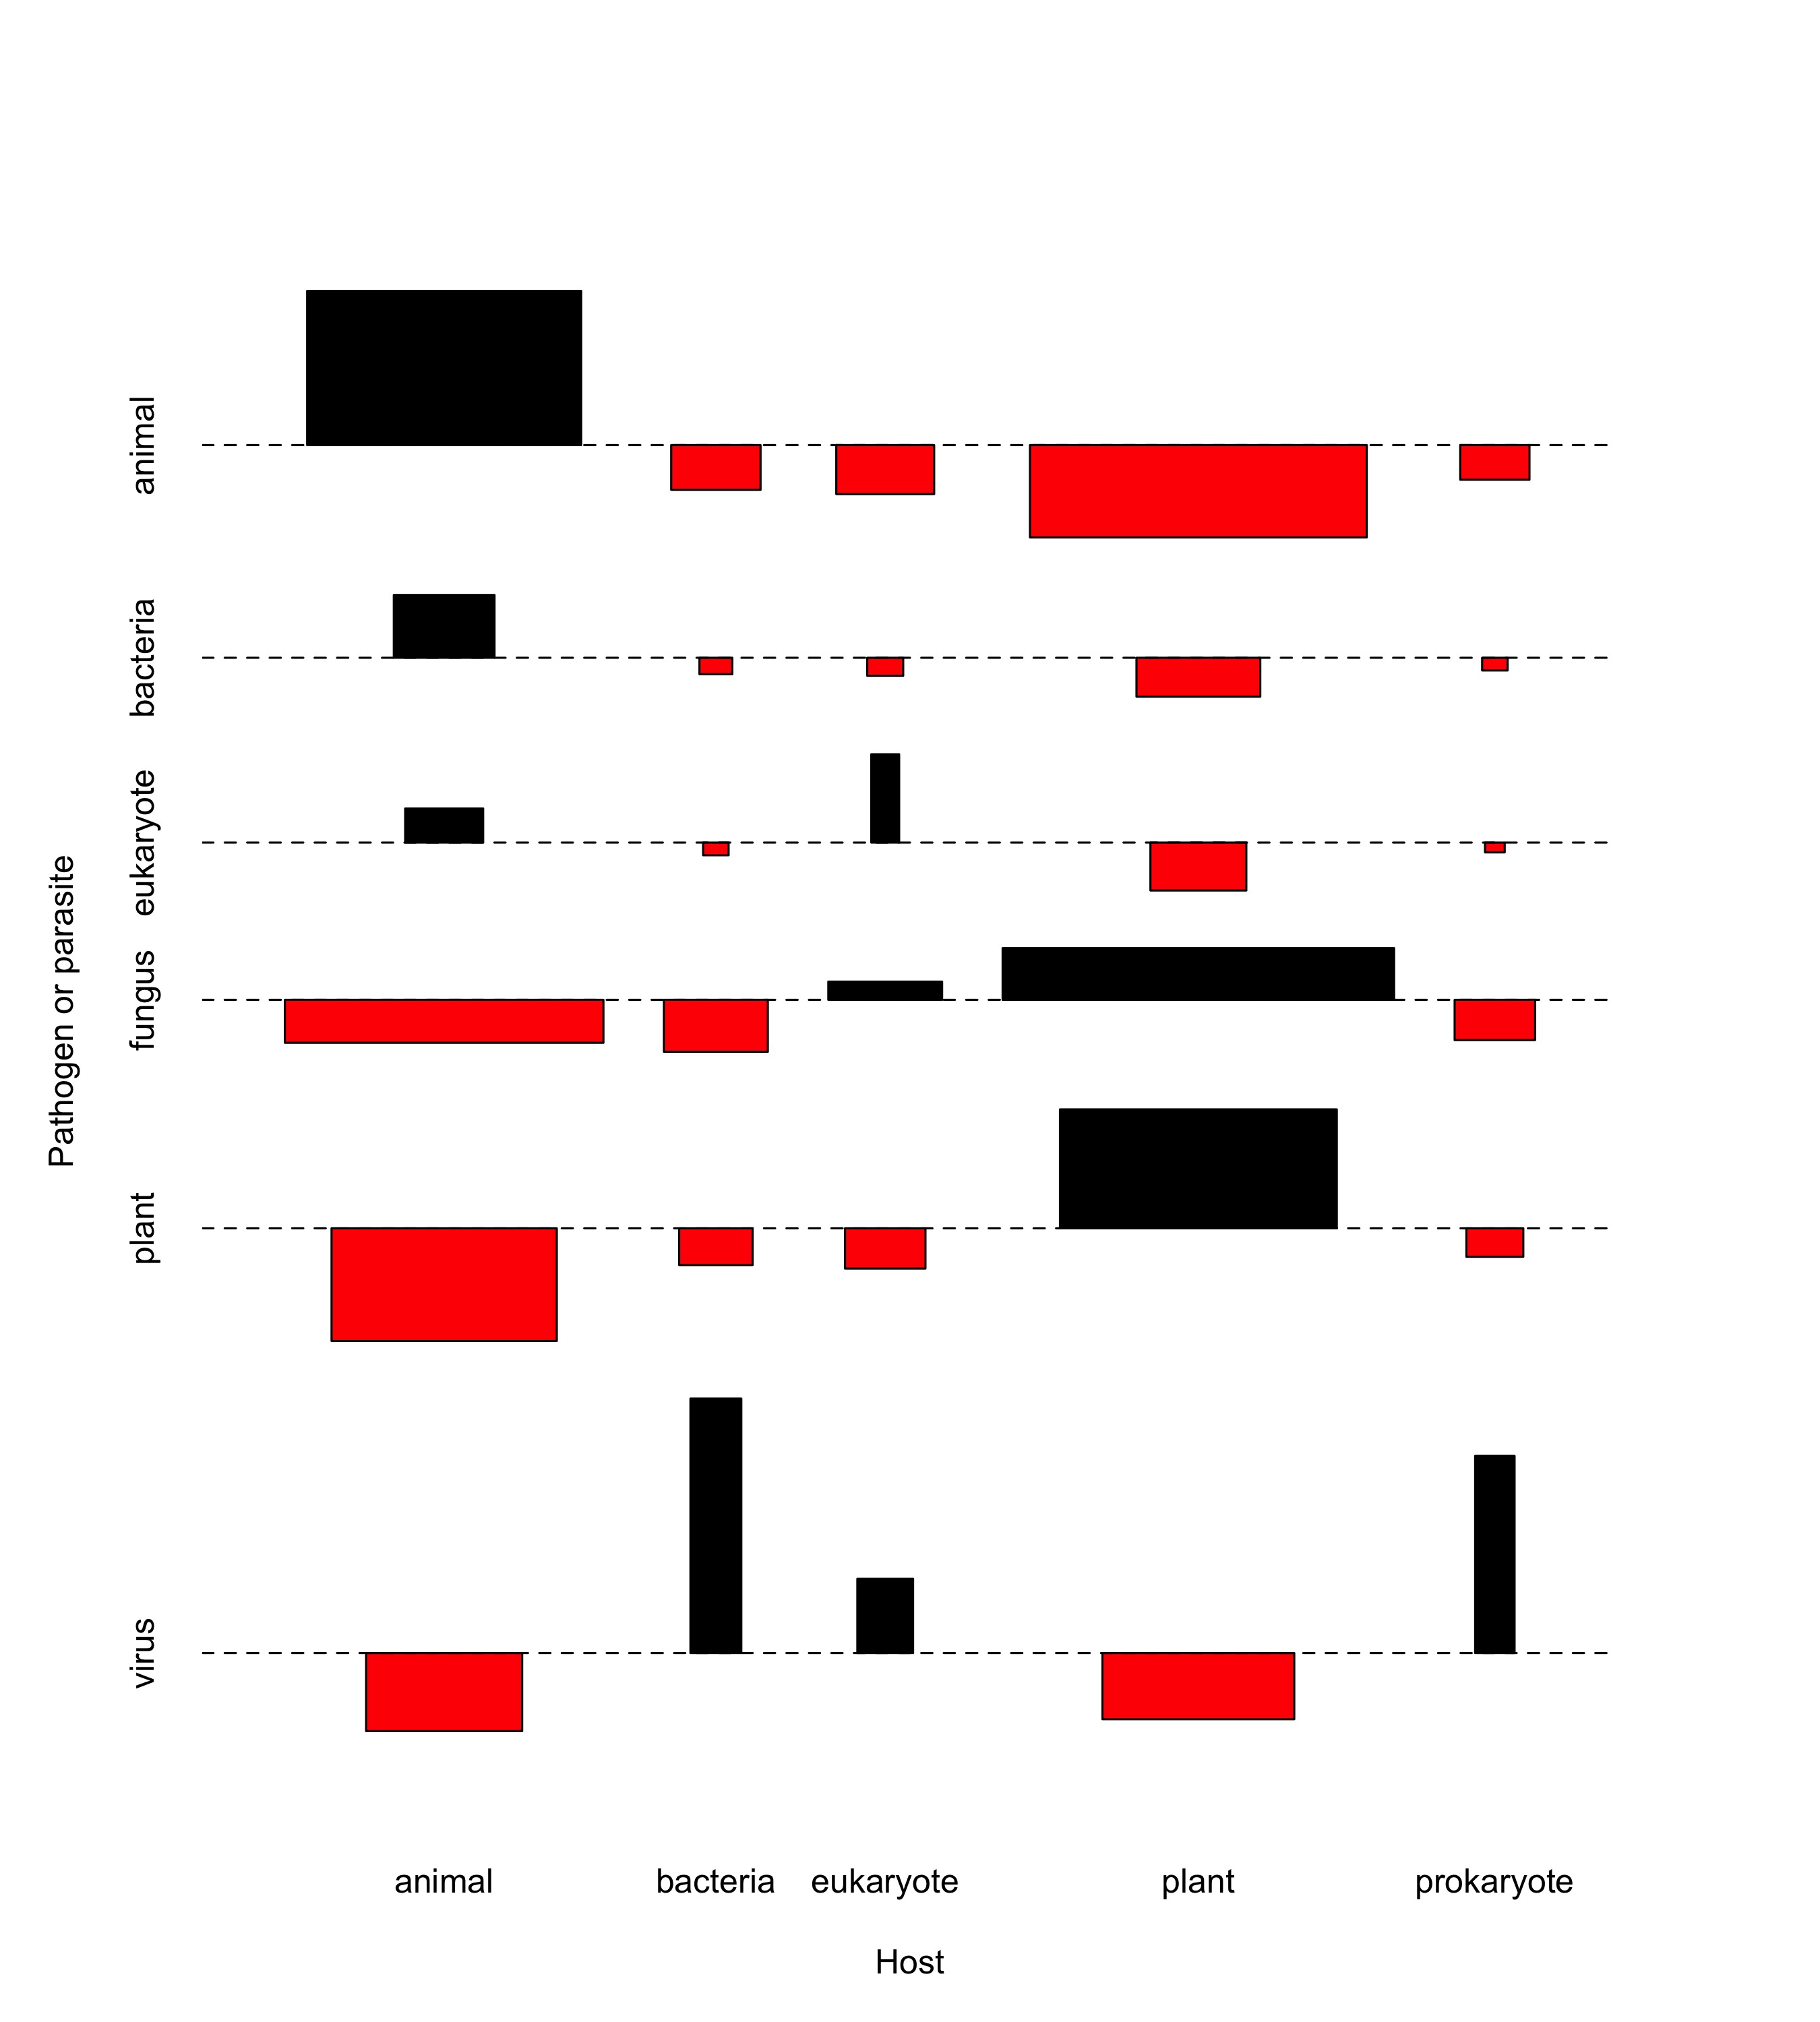 Pathogen or parasite
animal
bacteria
eukaryote
fungus
plant
virus
animal bacteria eukaryote plant prokaryote
Host